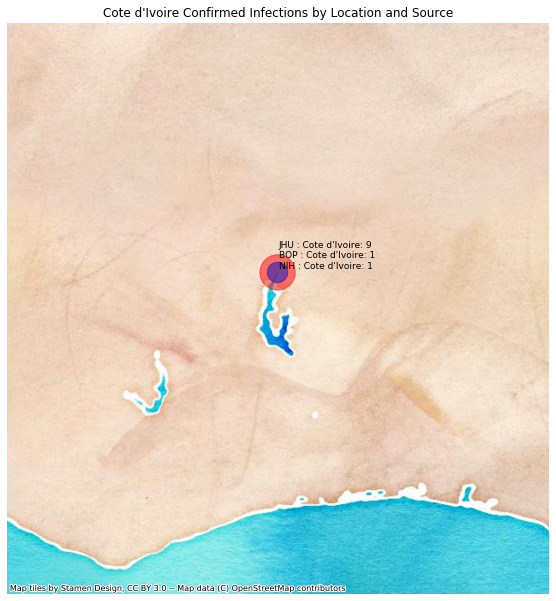 Cote d'Ivoire Confirmed Infections by Location and Source
JHU : Cote d'Ivoire: 9
BOP : Cote d'Ivoire: 1
NIH : Cote d'Ivoire: 1
Map tiles by Stamen Design, CC BY 3.0 -- Map data (C) OpenStreetMap contributors